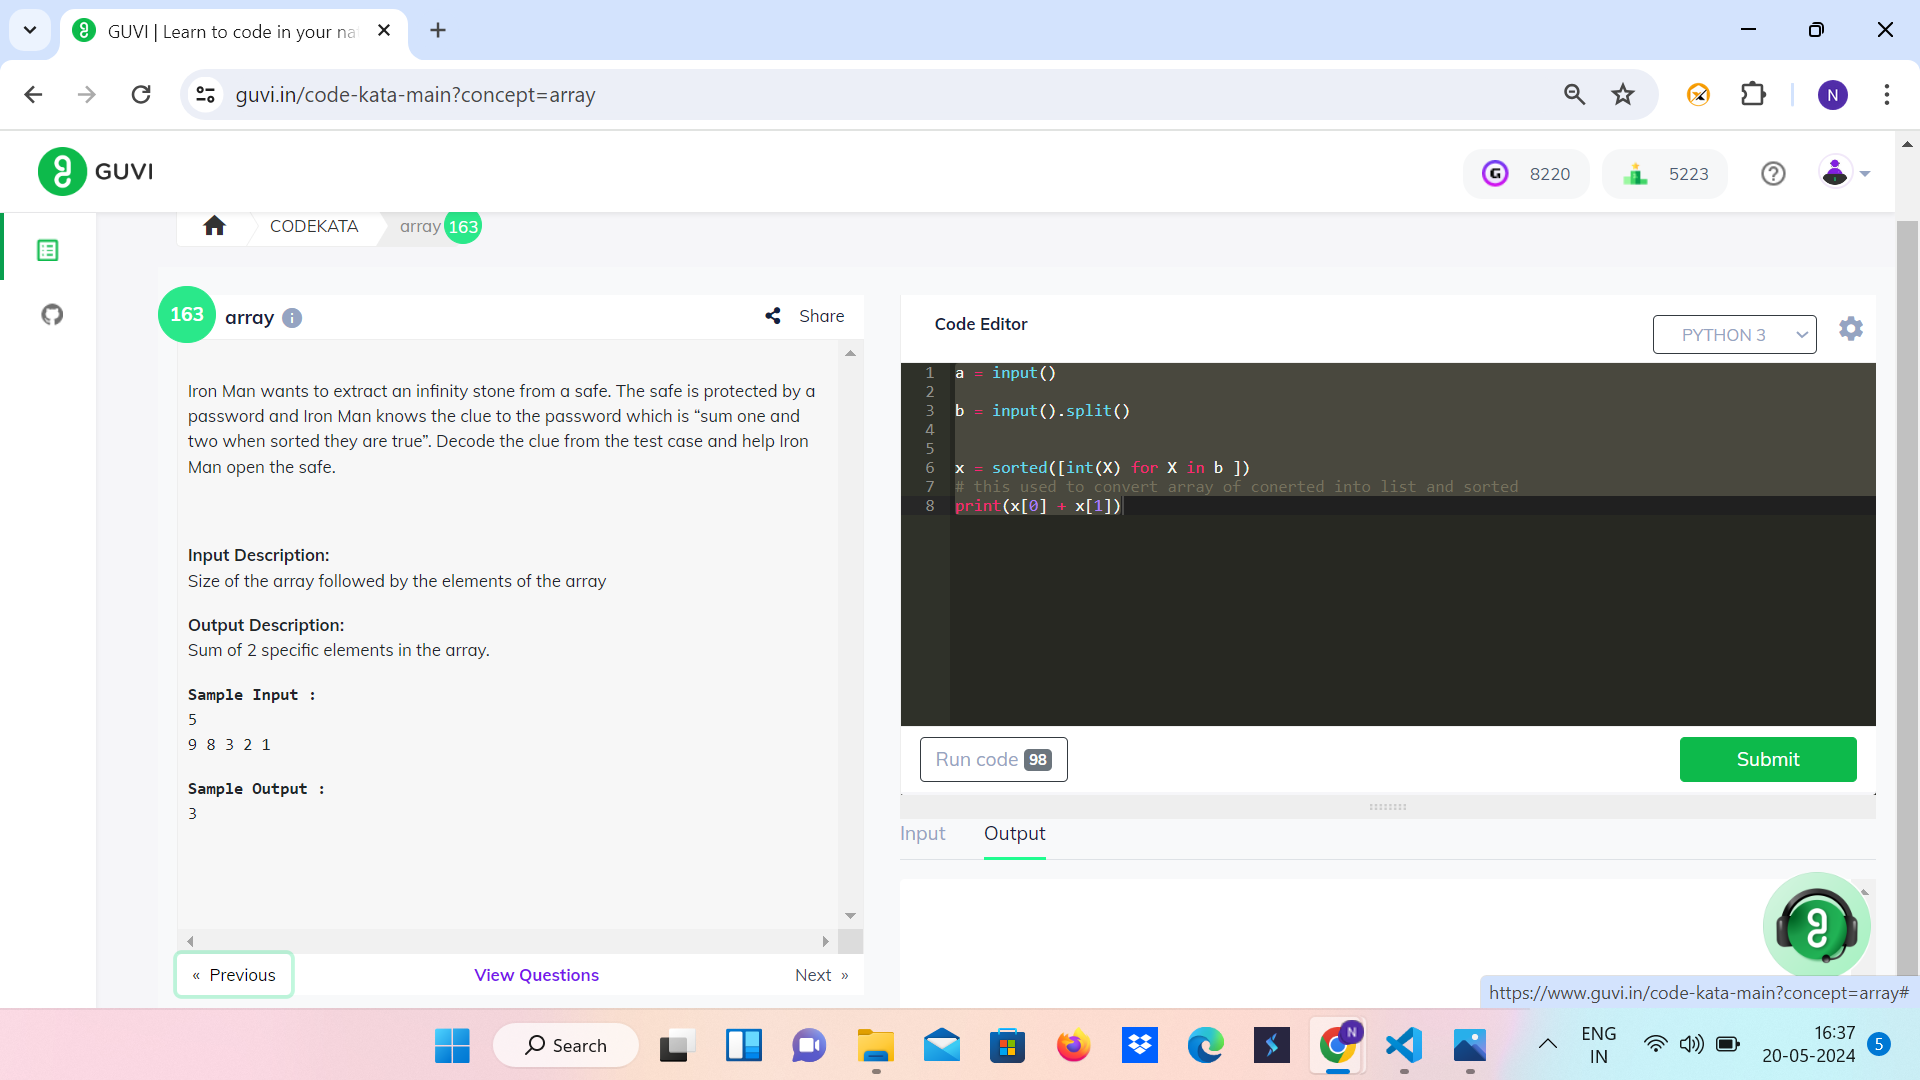 GUVI | Learn to code in your na
guvi.in/code-kata-main?concept=array
N
GUVI
G
8220
5223
CODEKATA
array 163
163
array
Share
Iron Man wants to extract an infinity stone from a safe. The safe is protected by a
password and Iron Man knows the clue to the password which is “sum one and
two when sorted they are true”. Decode the clue from the test case and help Iron
Man open the safe.
Input Description:
Size of the array followed by the elements of the array
Output Description:
Sum of 2 specific elements in the array.
Sample Input :
5
9 8 3 2 1
Sample Output :
3
« Previous
View Questions
Next »
Code Editor
PYTHON 3
1 a = input()
2
3 b = input().split()
4
5
6 x = sorted([int(X) for X in b ])
7 # this used to convert array of conerted into list and sorted
8 print(x[0] + x[1])
Run code 98
Submit
Input
Output
https://www.guvi.in/code-kata-main?concept=array#
Search
N
ENG
IN
16:37
20-05-2024
5